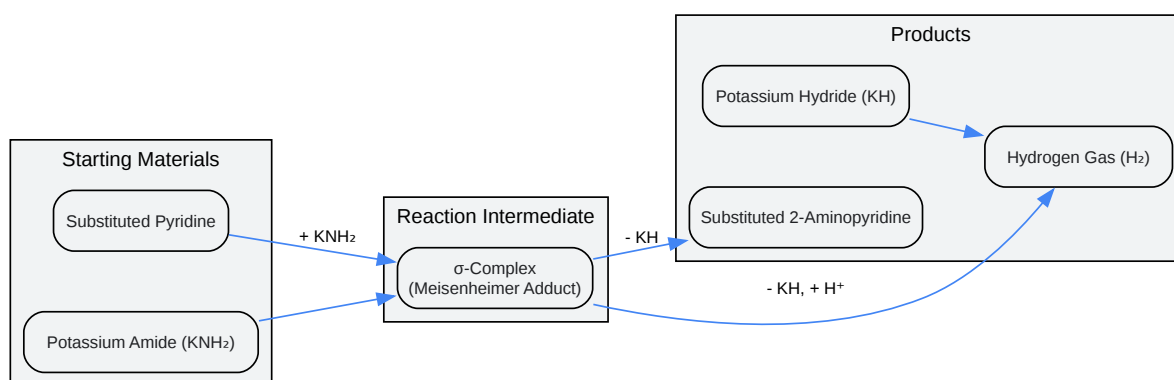 Products
Potassium Hydride (KH)
Hydrogen Gas (H₂)
Substituted 2-Aminopyridine
Starting Materials
Substituted Pyridine
Potassium Amide (KNH₂)
+ KNH₂
Reaction Intermediate
σ-Complex
(Meisenheimer Adduct)
- KH
- KH, + H⁺